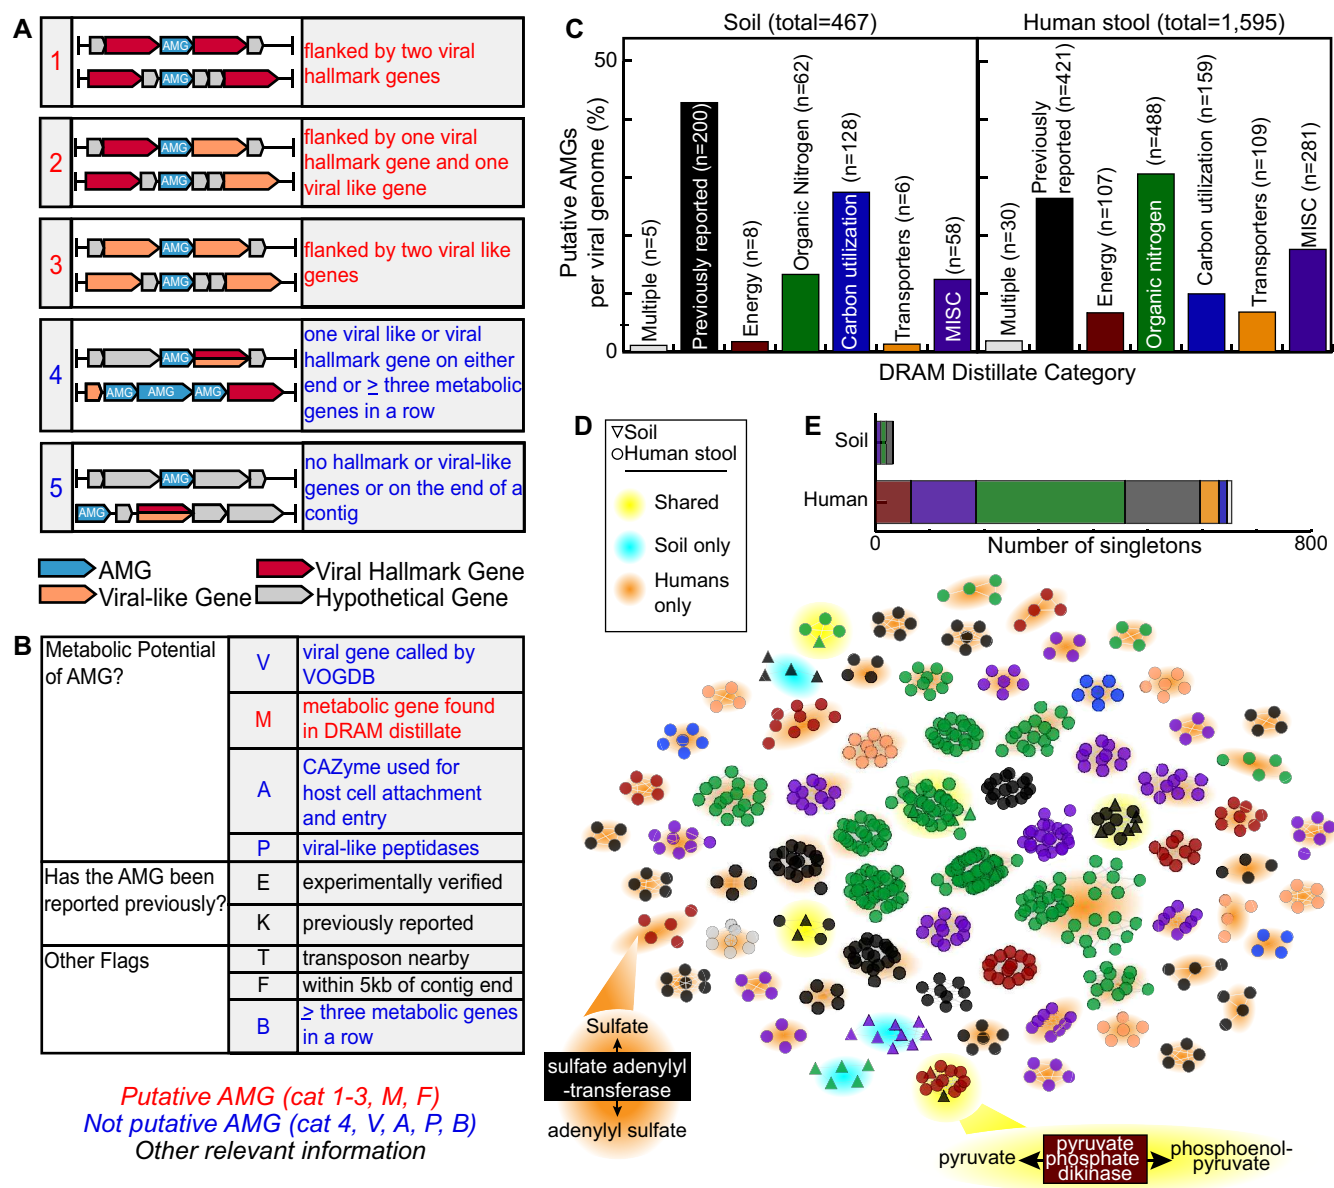 A
1
AMG
AMG
flanked by two viral
hallmark genes
2
AMG
AMG
flanked by one viral
hallmark gene and one
viral like gene
3
AMG
AMG
flanked by two viral like
genes
4
AMG
AMG AMG AMG
one viral like or viral
hallmark gene on either
end or ≥ three metabolic
genes in a row
5
AMG
AMG
no hallmark or viral-like
genes or on the end of a
contig
AMG
Viral Hallmark Gene
Viral-like Gene
Hypothetical Gene
B
Metabolic Potential
of AMG?
V
viral gene called by
VOGDB
M
metabolic gene found
in DRAM distillate
A
CAZyme used for
host cell attachment
and entry
P
viral-like peptidases
Has the AMG been
reported previously?
E
experimentally verified
K
previously reported
Other Flags
T
transposon nearby
F
within 5kb of contig end
B
≥ three metabolic genes
in a row
Putative AMG (cat 1-3, M, F)
Not putative AMG (cat 4, V, A, P, B)
Other relevant information
C
Soil (total=467)
Human stool (total=1,595)
Putative AMGs
per viral genome (%)
50
0
Multiple (n=5)
Previously reported (n=200)
Energy (n=8)
Organic Nitrogen (n=62)
Carbon utilization (n=128)
Transporters (n=6)
MISC (n=58)
Multiple (n=30)
Previously
reported (n=421)
Energy (n=107)
Organic nitrogen (n=488)
Carbon utilization (n=159)
Transporters (n=109)
MISC (n=281)
DRAM Distillate Category
D
Soil
Human stool
Shared
Soil only
Humans
only
E
Soil
Human
0
Number of singletons
800
Sulfate
sulfate adenylyl
-transferase
adenylyl sulfate
pyruvate
pyruvate
phosphate
dikinase
phosphoenol-
pyruvate